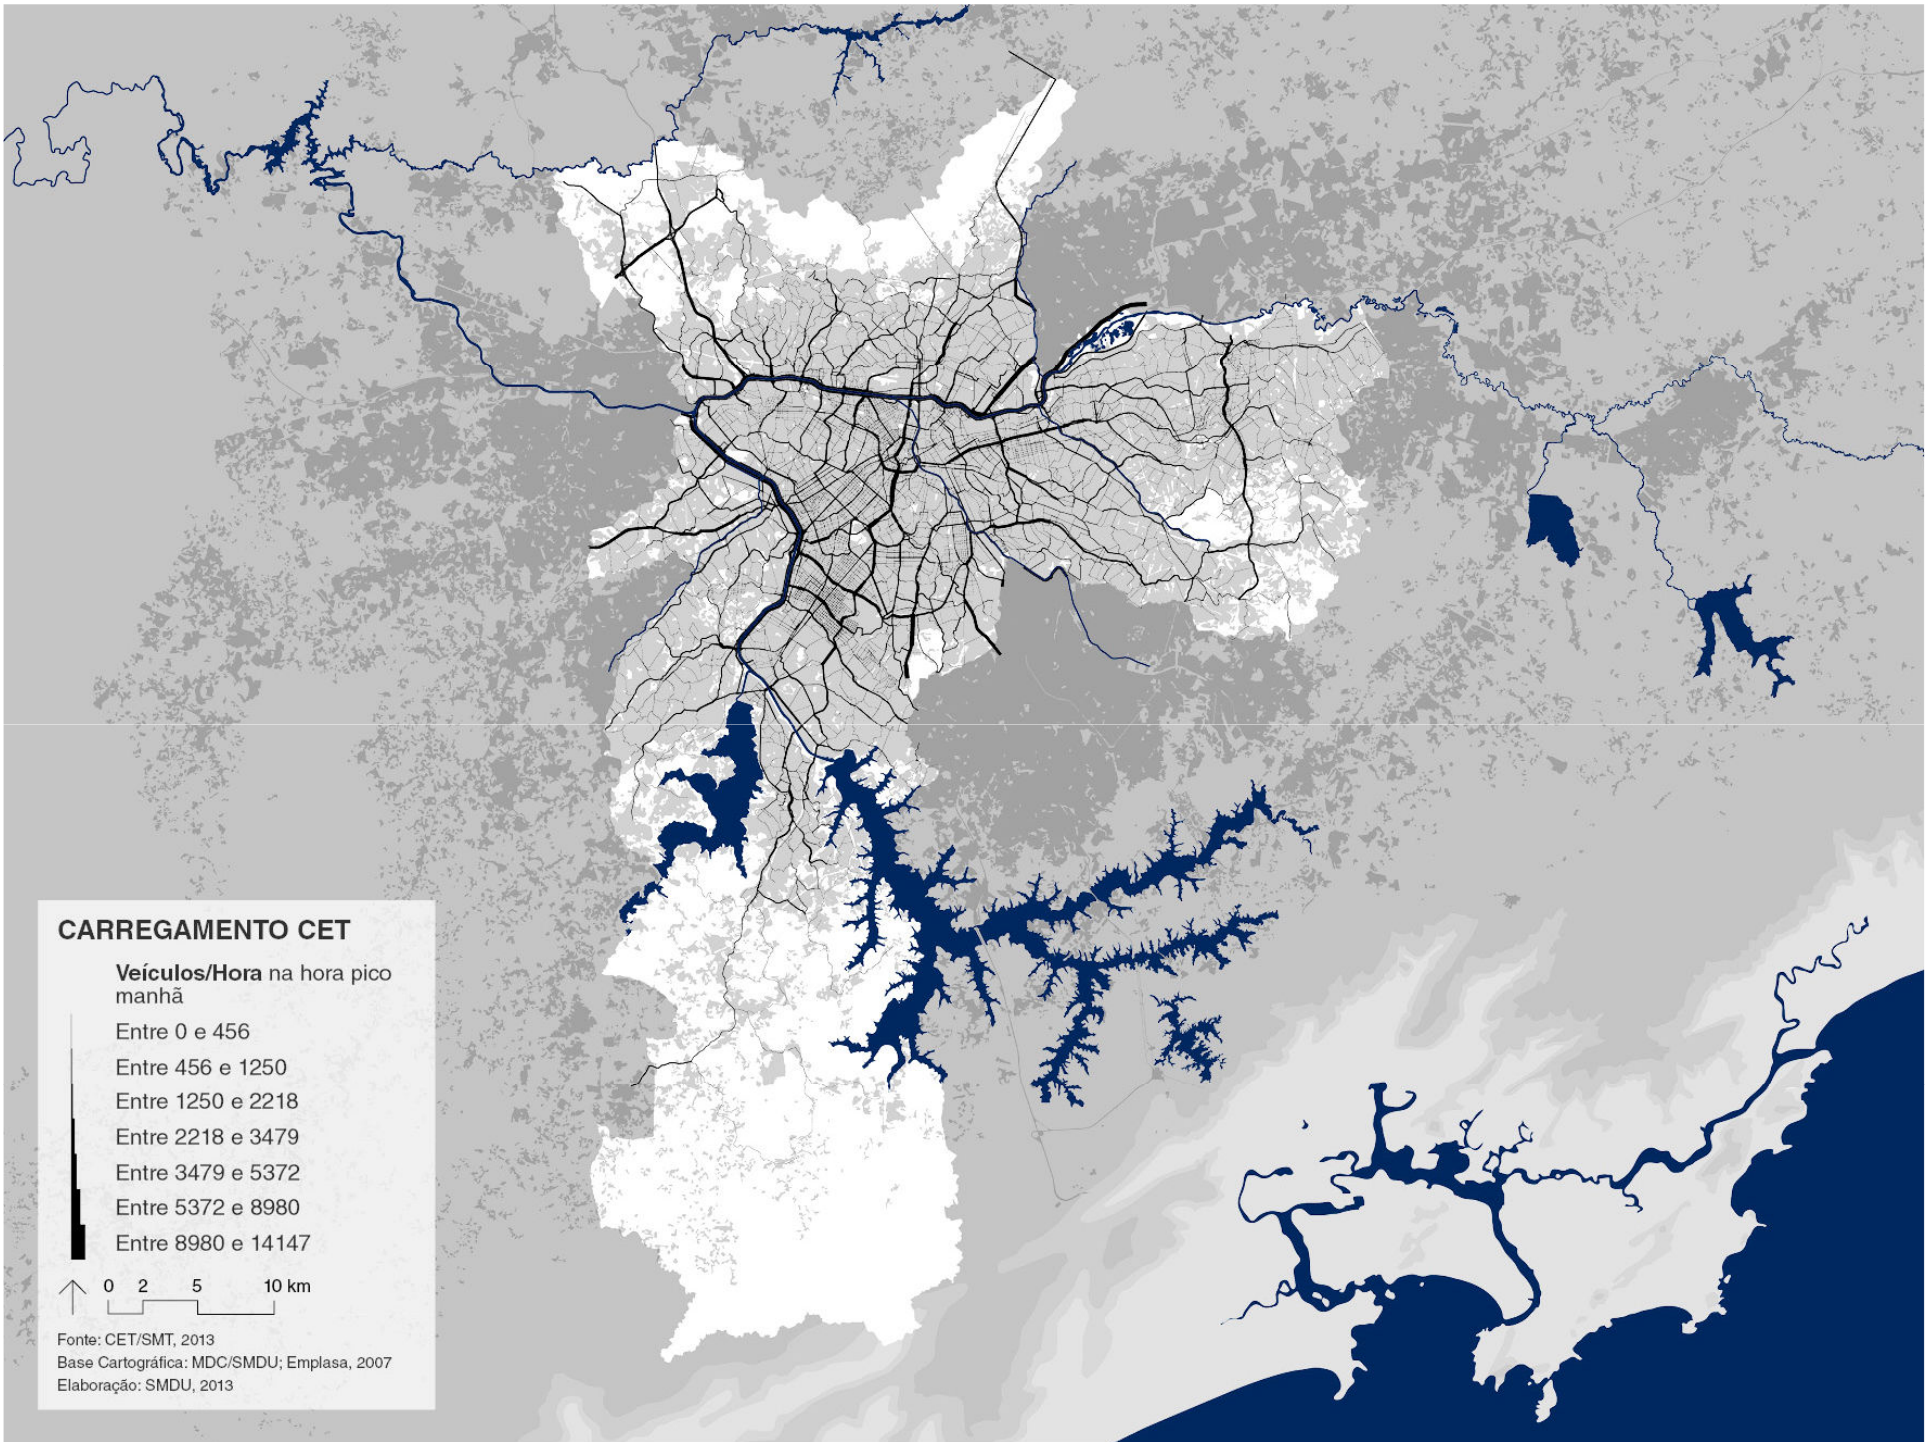 CARREGAMENTO CET
Veículos/Hora na hora pico
manhã
Entre 0 e 456
Entre 456 e 1250
Entre 1250 e 2218
Entre 2218 e 3479
Entre 3479 e 5372
Entre 5372 e 8980
Entre 8980 e 14147
0 2 5 10 km
Fonte: CET/SMT, 2013
Base Cartográfica: MDC/SMDU; Emplasa, 2007
Elaboração: SMDU, 2013